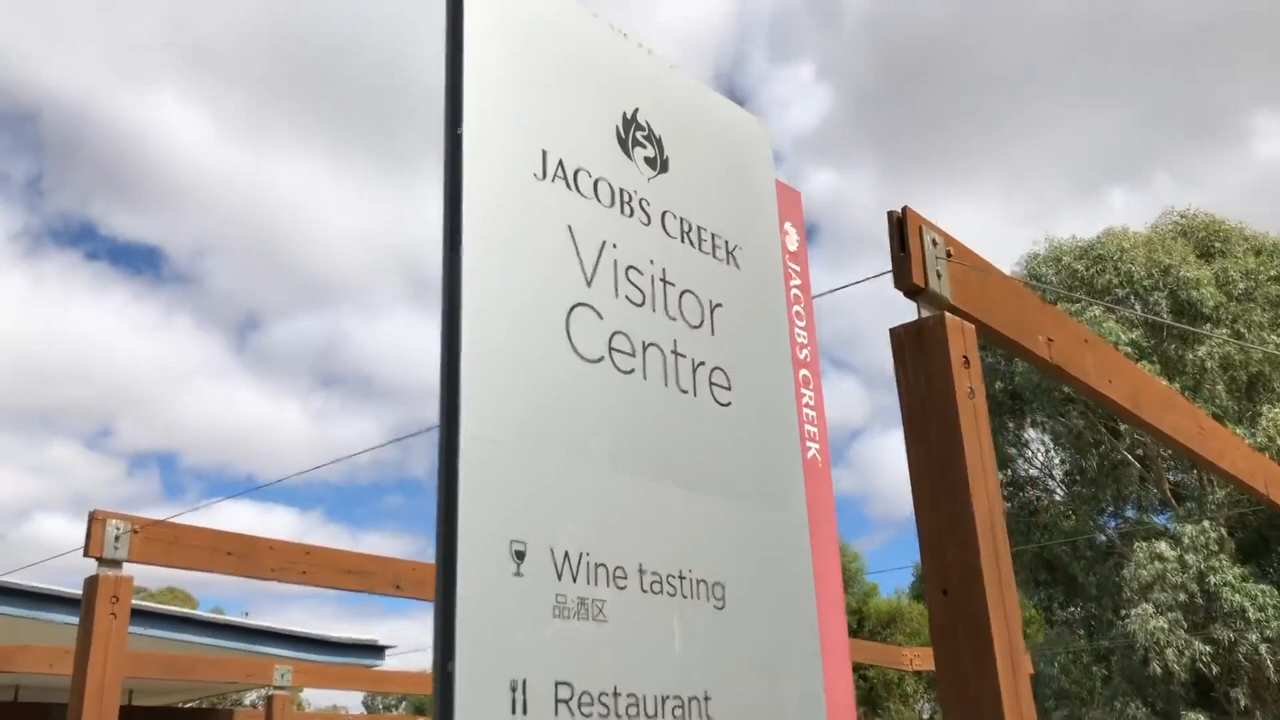 JACOB'S CREEK
Visitor
Centre
JACOB'S CREEK
Wine tasting
品酒区
Restaurant